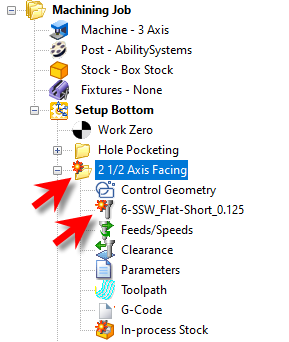 Machining Job
Machine - 3 Axis
Post - AbilitySystems
Stock - Box Stock
Fixtures - None
Setup Bottom
Work Zero
Hole Pocketing
2 1/2 Axis Facing
Control Geometry
6-SSW_Flat-Short_0.125
Feeds/Speeds
Clearance
Parameters
Toolpath
G-Code
In-process Stock